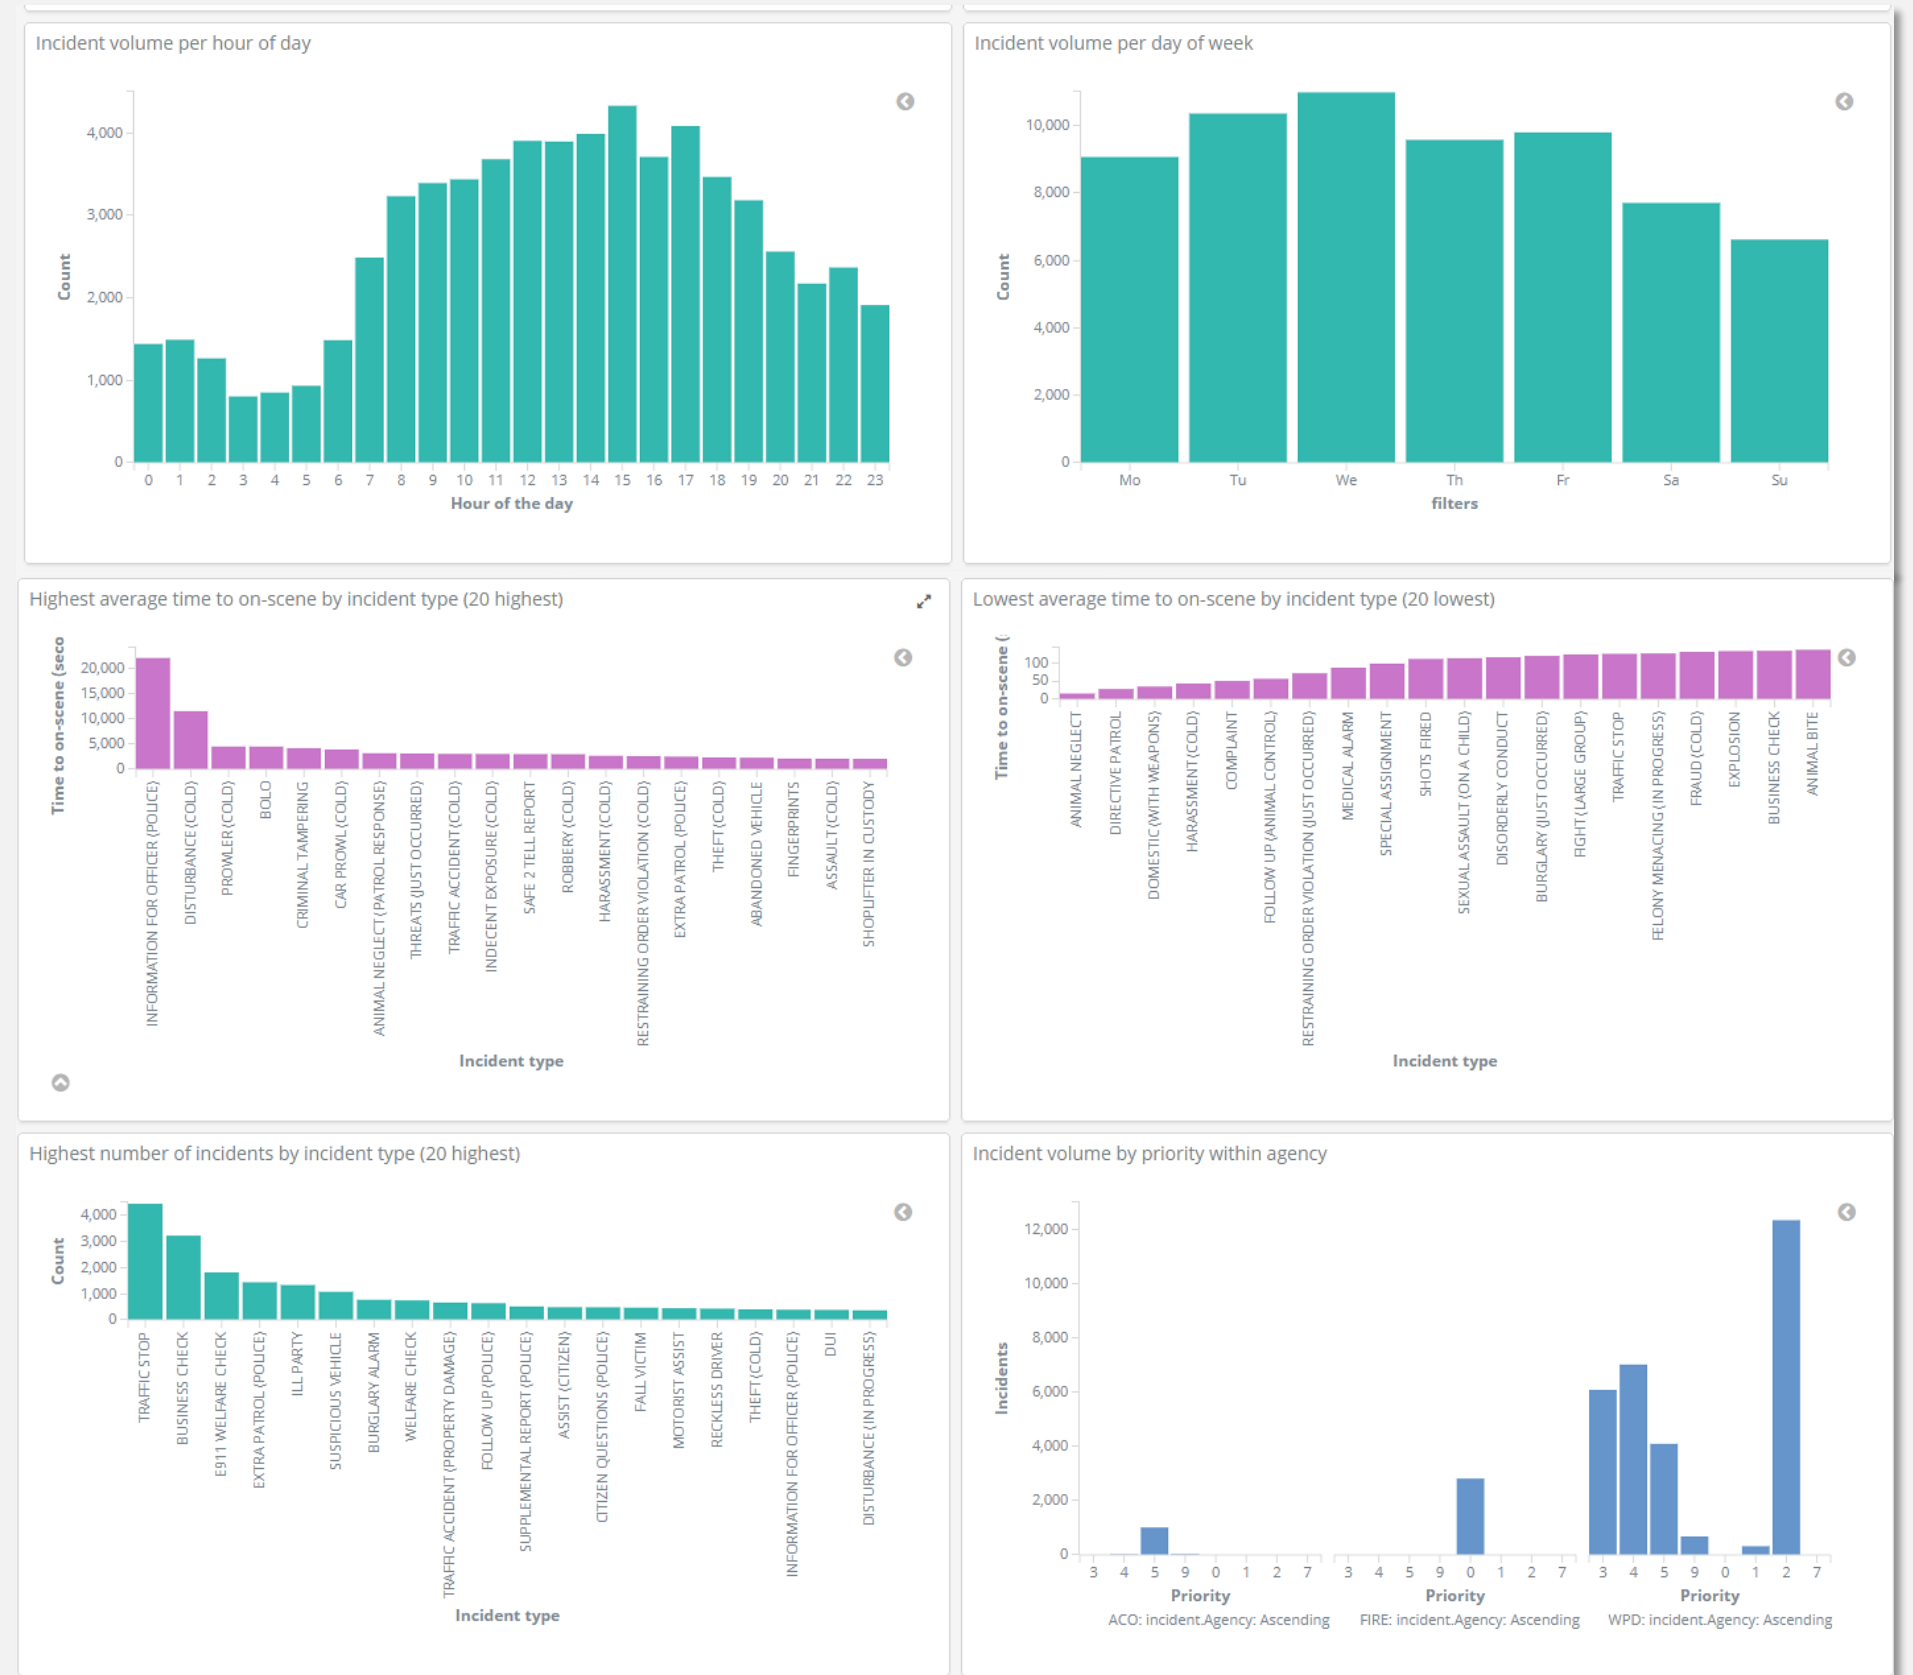 Incident volume per hour of day
4,000
3,000
2,000
1,000
0
Count
0 1 2 3 4 5 6 7 8 9 10 11 12 13 14 15 16 17 18 19 20 21 22 23
Hour of the day
Incident volume per day of week
10,000
8,000
6,000
4,000
2,000
0
Count
Mo Tu We Th Fr Sa Su
filters
Highest average time to on-scene by incident type (20 highest)
Time to on-scene (seco
20,000
15,000
10,000
5,000
0
INFORMATION FOR OFFICER {POLICE}
DISTURBANCE {COLD}
PROWLER {COLD}
BOLO
CRIMINAL TAMPERING
CAR PROWL {COLD}
ANIMAL NEGLECT {PATROL RESPONSE}
THREATS {JUST OCCURRED}
TRAFFIC ACCIDENT {COLD}
INDECENT EXPOSURE {COLD}
SAFE 2 TELL REPORT
ROBBERY {COLD}
HARASSMENT {COLD}
RESTRAINING ORDER VIOLATION {COLD}
EXTRA PATROL {POLICE}
THEFT {COLD}
ABANDONED VEHICLE
FINGERPRINTS
ASSAULT {COLD}
SHOPLIFTER IN CUSTODY
Incident type
Lowest average time to on-scene by incident type (20 lowest)
Time to on-scene (
100
50
0
ANIMAL NEGLECT
DIRECTIVE PATROL
DOMESTIC {WITH WEAPONS}
HARASSMENT {COLD}
COMPLAINT
FOLLOW UP {ANIMAL CONTROL}
RESTRAINING ORDER VIOLATION {JUST OCCURRED}
MEDICAL ALARM
SPECIAL ASSIGNMENT
SHOTS FIRED
SEXUAL ASSAULT {ON A CHILD}
DISORDERLY CONDUCT
BURGLARY {JUST OCCURRED}
FIGHT {LARGE GROUP}
TRAFFIC STOP
FELONY MENACING {IN PROGRESS}
FRAUD {COLD}
EXPLOSION
BUSINESS CHECK
ANIMAL BITE
Incident type
Highest number of incidents by incident type (20 highest)
4,000
3,000
2,000
1,000
0
Count
TRAFFIC STOP
BUSINESS CHECK
E911 WELFARE CHECK
EXTRA PATROL {POLICE}
ILL PARTY
SUSPICIOUS VEHICLE
BURGLARY ALARM
WELFARE CHECK
TRAFFIC ACCIDENT {PROPERTY DAMAGE}
FOLLOW UP {POLICE}
SUPPLEMENTAL REPORT {POLICE}
ASSIST {CITIZEN}
CITIZEN QUESTIONS {POLICE}
FALL VICTIM
MOTORIST ASSIST
RECKLESS DRIVER
THEFT {COLD}
INFORMATION FOR OFFICER {POLICE}
DUI
DISTURBANCE {IN PROGRESS}
Incident type
Incident volume by priority within agency
12,000
10,000
8,000
6,000
4,000
2,000
0
Incidents
3 4 5 9 0 1 2 7 3 4 5 9 0 1 2 7 3 4 5 9 0 1 2 7
Priority Priority Priority
ACO: incident.Agency: Ascending FIRE: incident.Agency: Ascending WPD: incident.Agency: Ascending